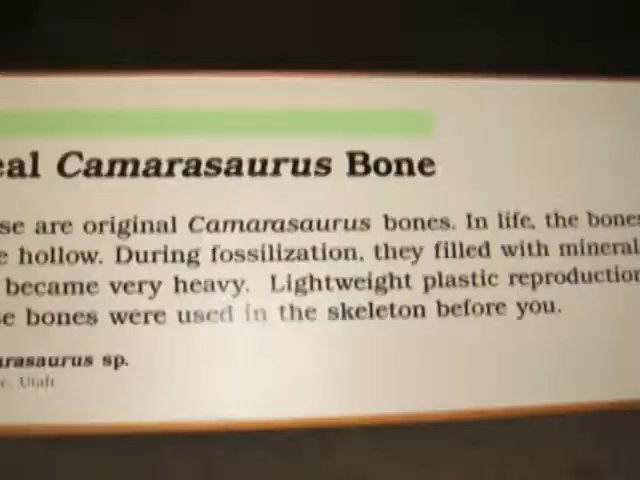 eal Camarasaurus Bone
se are original Camarasaurus bones. In life, the bones
e hollow. During fossilization, they filled with mineral
became very heavy. Lightweight plastic reproduction
se bones were used in the skeleton before you.
arasaurus sp.
Utah